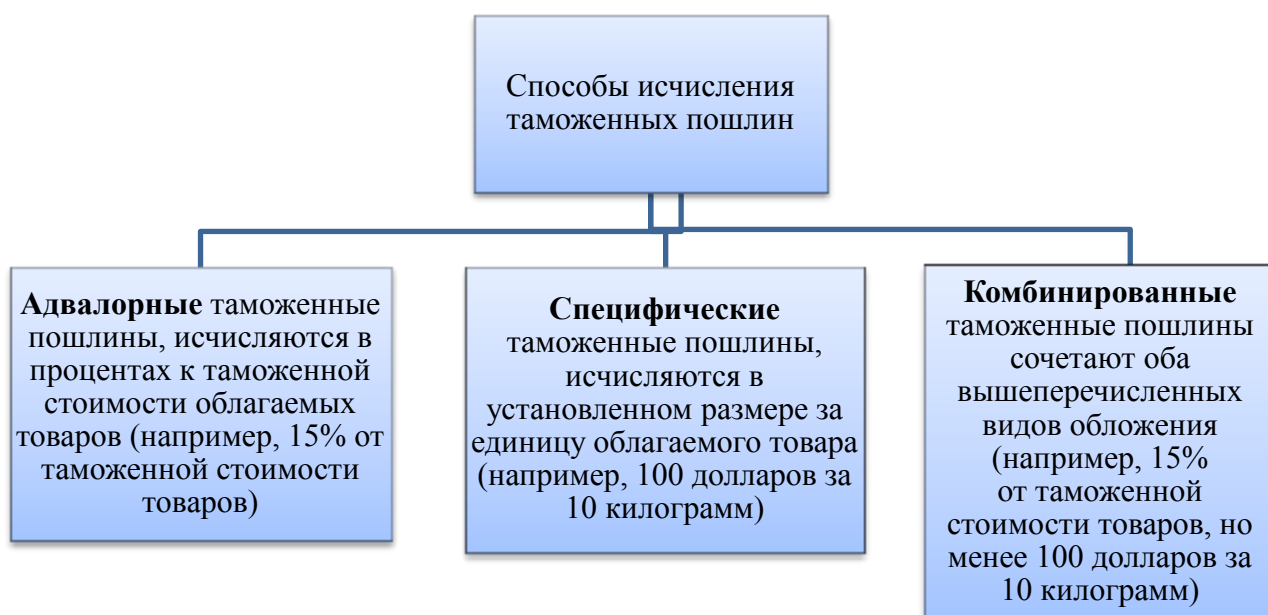 Способы исчисления
таможенных пошлин
Адвалорные таможенные
пошлины, исчисляются в
процентах к таможенной
стоимости облагаемых
товаров (например, 15% от
таможенной стоимости
товаров)
Специфические
таможенные пошлины,
исчисляются в
установленном размере за
единицу облагаемого товара
(например, 100 долларов за
10 килограмм)
Комбинированные
таможенные пошлины
сочетают оба
вышеперечисленных
видов обложения
(например, 15%
от таможенной
стоимости товаров, но
менее 100 долларов за
10 килограмм)